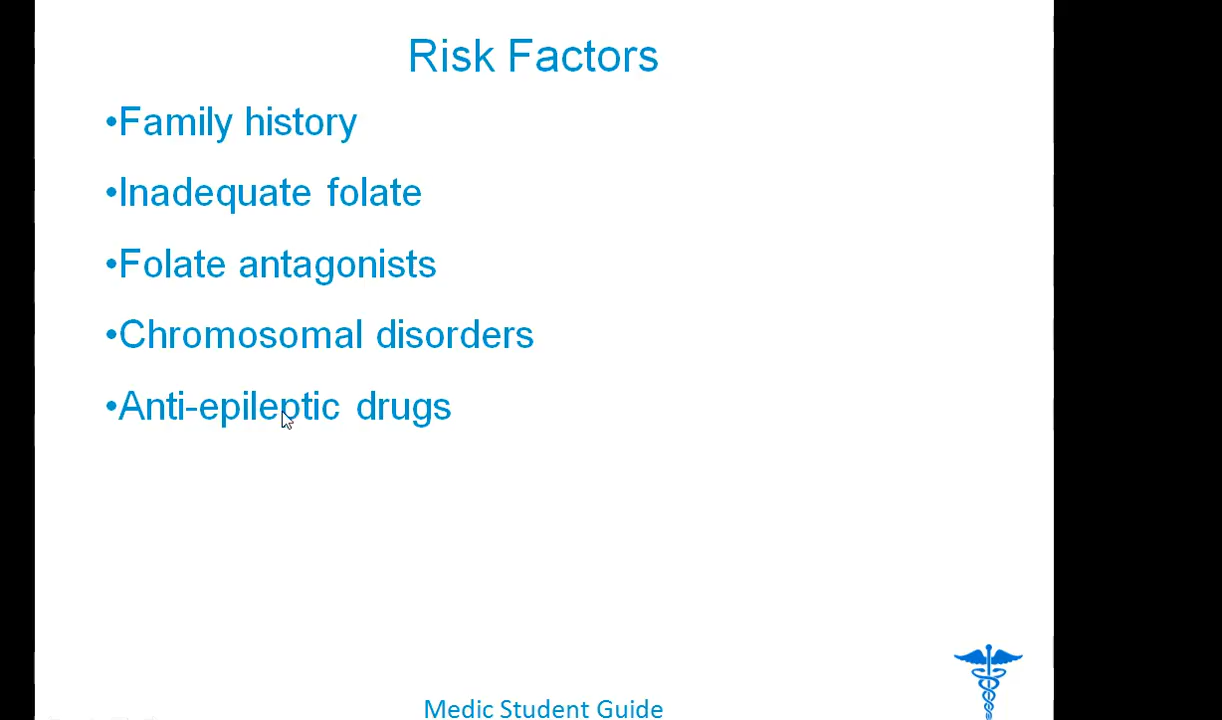 Risk Factors
•Family history
•Inadequate folate
•Folate antagonists
•Chromosomal disorders
•Anti-epileptic drugs
Medic Student Guide